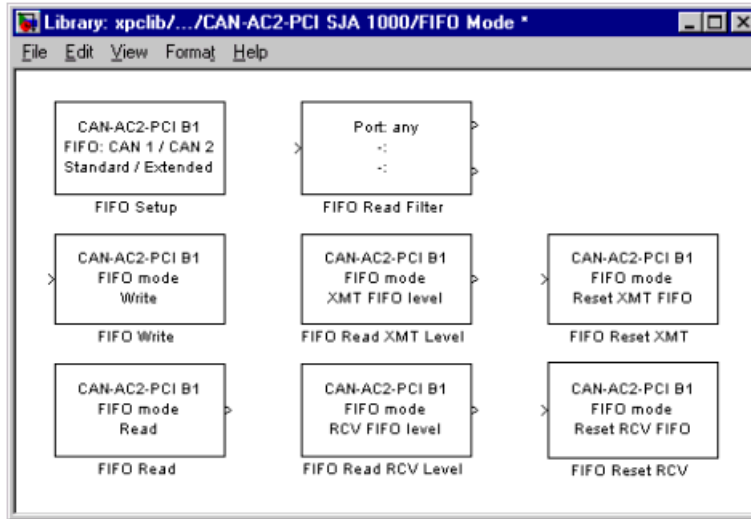 Library: xpclib/.../CAN-AC2-PCI SJA 1000/FIFO Mode *
File Edit View Format Help
CAN-AC2-PCI B1
FIFO: CAN 1 / CAN 2
Standard / Extended
FIFO Setup
Port: any
-:
-:
FIFO Read Filter
CAN-AC2-PCI B1
FIFO mode
Write
FIFO Write
CAN-AC2-PCI B1
FIFO mode
XMT FIFO level
FIFO Read XMT Level
CAN-AC2-PCI B1
FIFO mode
Reset XMT FIFO
FIFO Reset XMT
CAN-AC2-PCI B1
FIFO mode
Read
FIFO Read
CAN-AC2-PCI B1
FIFO mode
RCV FIFO level
FIFO Read RCV Level
CAN-AC2-PCI B1
FIFO mode
Reset RCV FIFO
FIFO Reset RCV